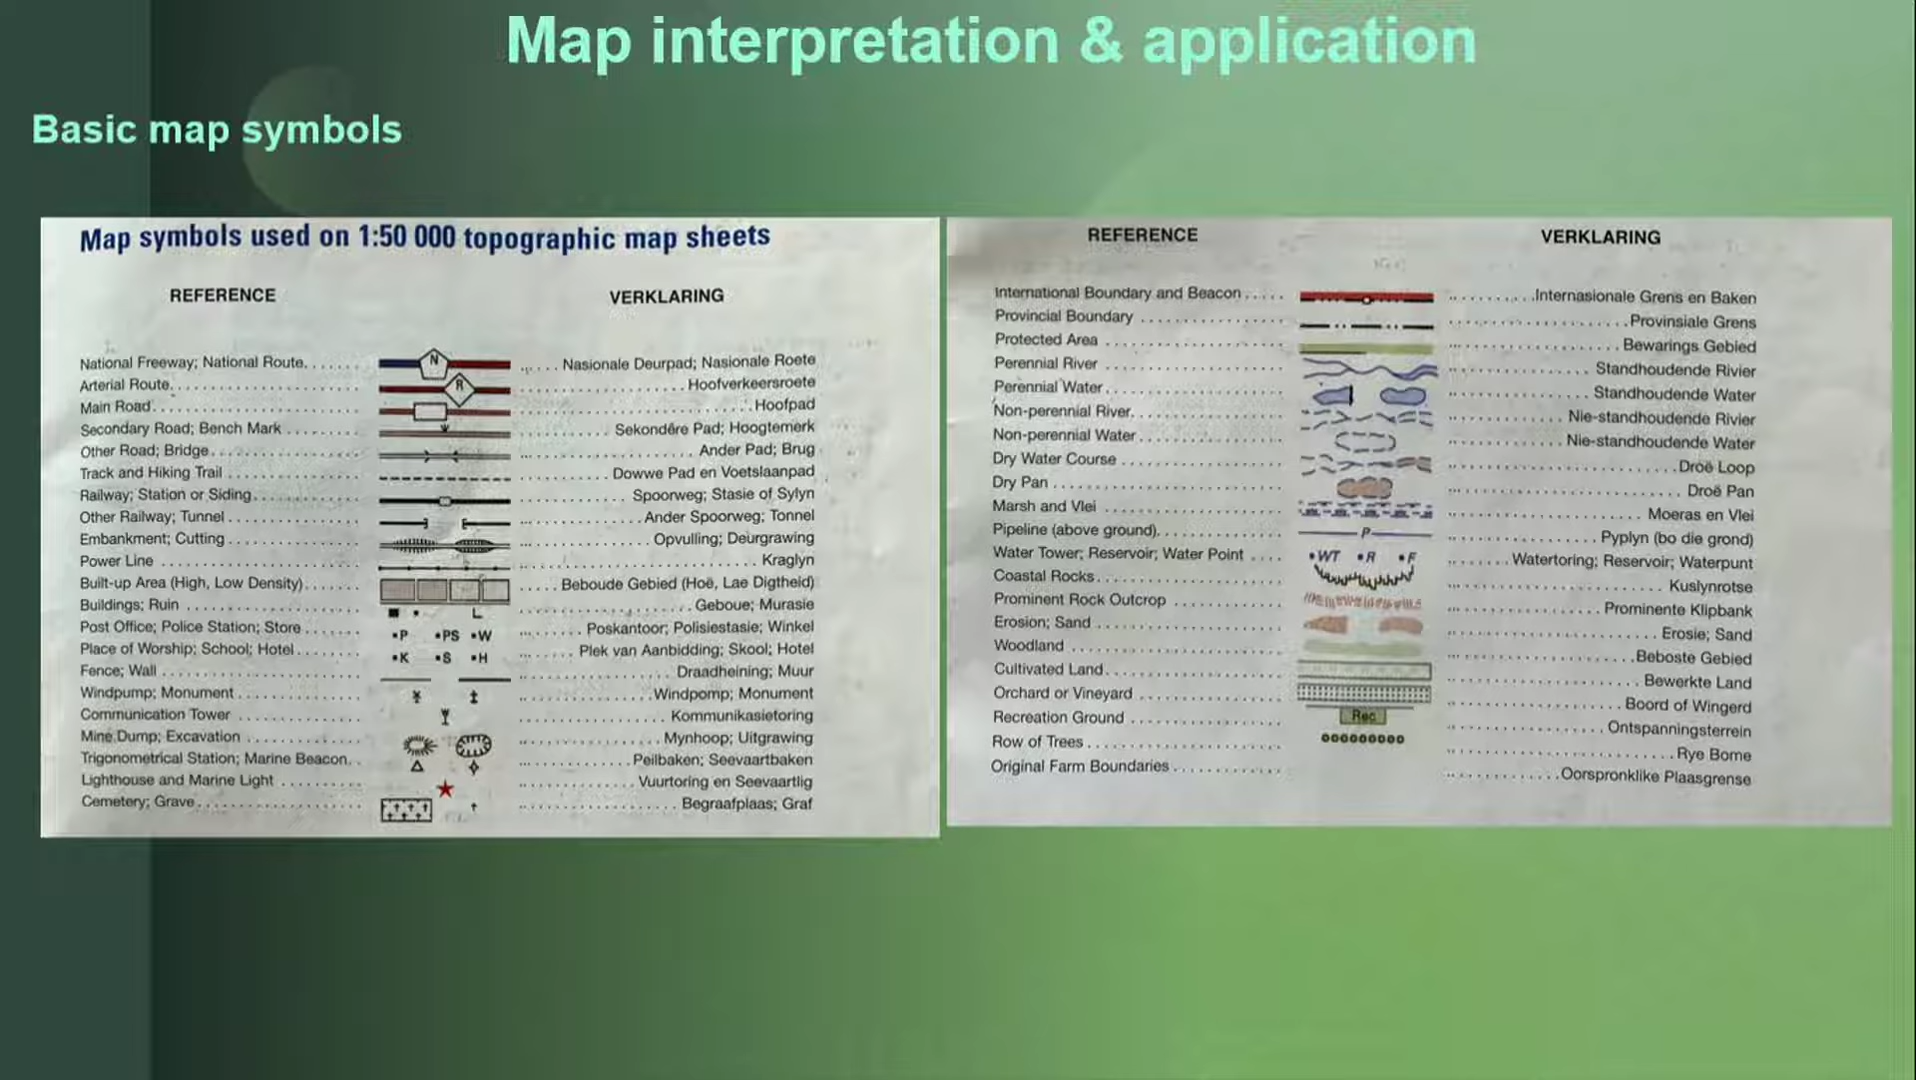 Map interpretation & application
Basic map symbols
Map symbols used on 1:50 000 topographic map sheets
REFERENCE VERKLARING
National Freeway; National Route N Nasionale Deurpad; Nasionale Roete
Arterial Route R Hoofverkeersroete
Main Road Hoofpad
Secondary Road; Bench Mark Sekondêre Pad; Hoogtemerk
Other Road; Bridge Ander Pad; Brug
Track and Hiking Trail Dowwe Pad en Voetslaanpad
Railway; Station or Siding Spoorweg; Stasie of Sylyn
Other Railway; Tunnel Ander Spoorweg; Tonnel
Embankment; Cutting Opvulling; Deurgrawing
Power Line Kraglyn
Built-up Area (High, Low Density) Beboude Gebied (Hoë, Lae Digtheid)
Buildings; Ruin Geboue; Murasie
Post Office; Police Station; Store •P •PS •W Poskantoor; Polisiestasie; Winkel
Place of Worship; School; Hotel •K •S •H Plek van Aanbidding; Skool; Hotel
Fence; Wall Draadheining; Muur
Windpump; Monument Windpomp; Monument
Communication Tower Kommunikasietoring
Mine Dump; Excavation Mynhoop; Uitgrawing
Trigonometrical Station; Marine Beacon Peilbaken; Seevaartbaken
Lighthouse and Marine Light Vuurtoring en Seevaartlig
Cemetery; Grave Begraafplaas; Graf
REFERENCE VERKLARING
International Boundary and Beacon Internasionale Grens en Baken
Provincial Boundary Provinsiale Grens
Protected Area Bewarings Gebied
Perennial River Standhoudende Rivier
Perennial Water Standhoudende Water
Non-perennial River Nie-standhoudende Rivier
Non-perennial Water Nie-standhoudende Water
Dry Water Course Droë Loop
Dry Pan Droë Pan
Marsh and Vlei Moeras en Vlei
Pipeline (above ground) P Pyplyn (bo die grond)
Water Tower; Reservoir; Water Point •WT •R •F Watertoring; Reservoir; Waterpunt
Coastal Rocks Kuslynrotse
Prominent Rock Outcrop Prominente Klipbank
Erosion; Sand Erosie; Sand
Woodland Beboste Gebied
Cultivated Land Bewerkte Land
Orchard or Vineyard Boord of Wingerd
Recreation Ground Rec Ontspanningsterrein
Row of Trees Rye Bome
Original Farm Boundaries Oorspronklike Plaasgrense